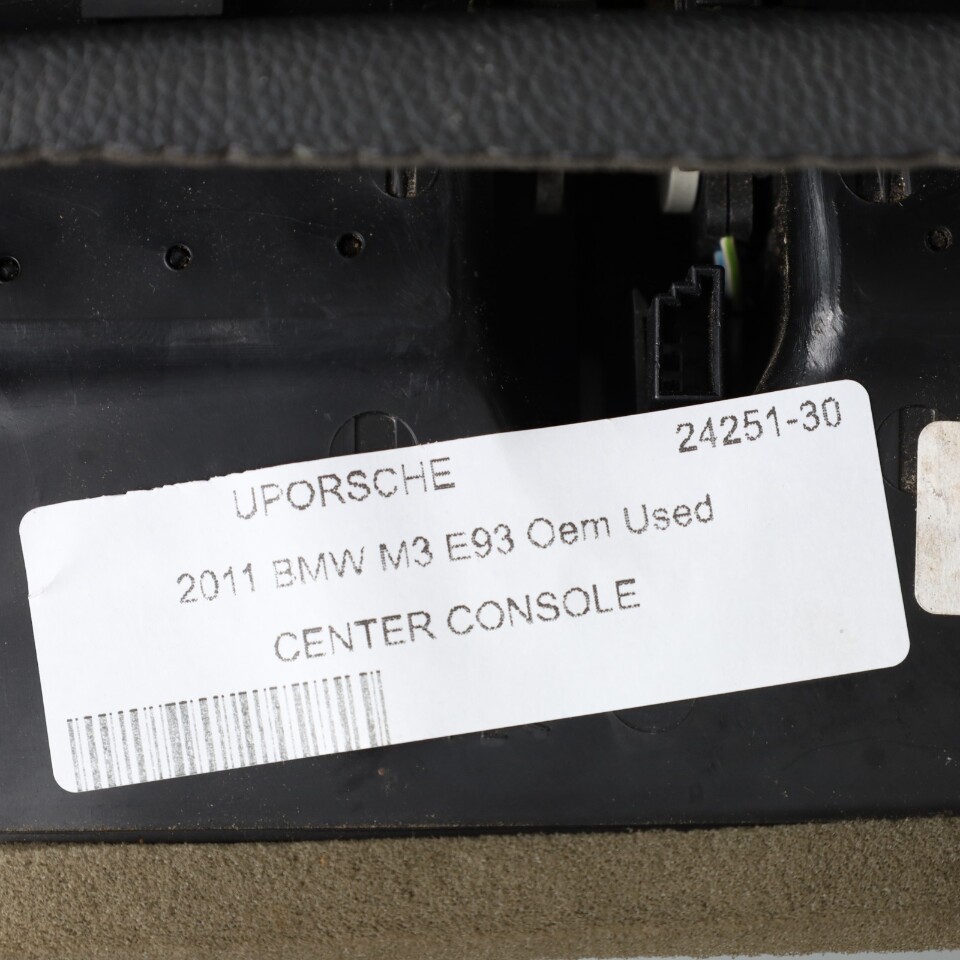 24251-30
UPORSCHE
2011 BMW M3 E93 Oem Used
CENTER CONSOLE